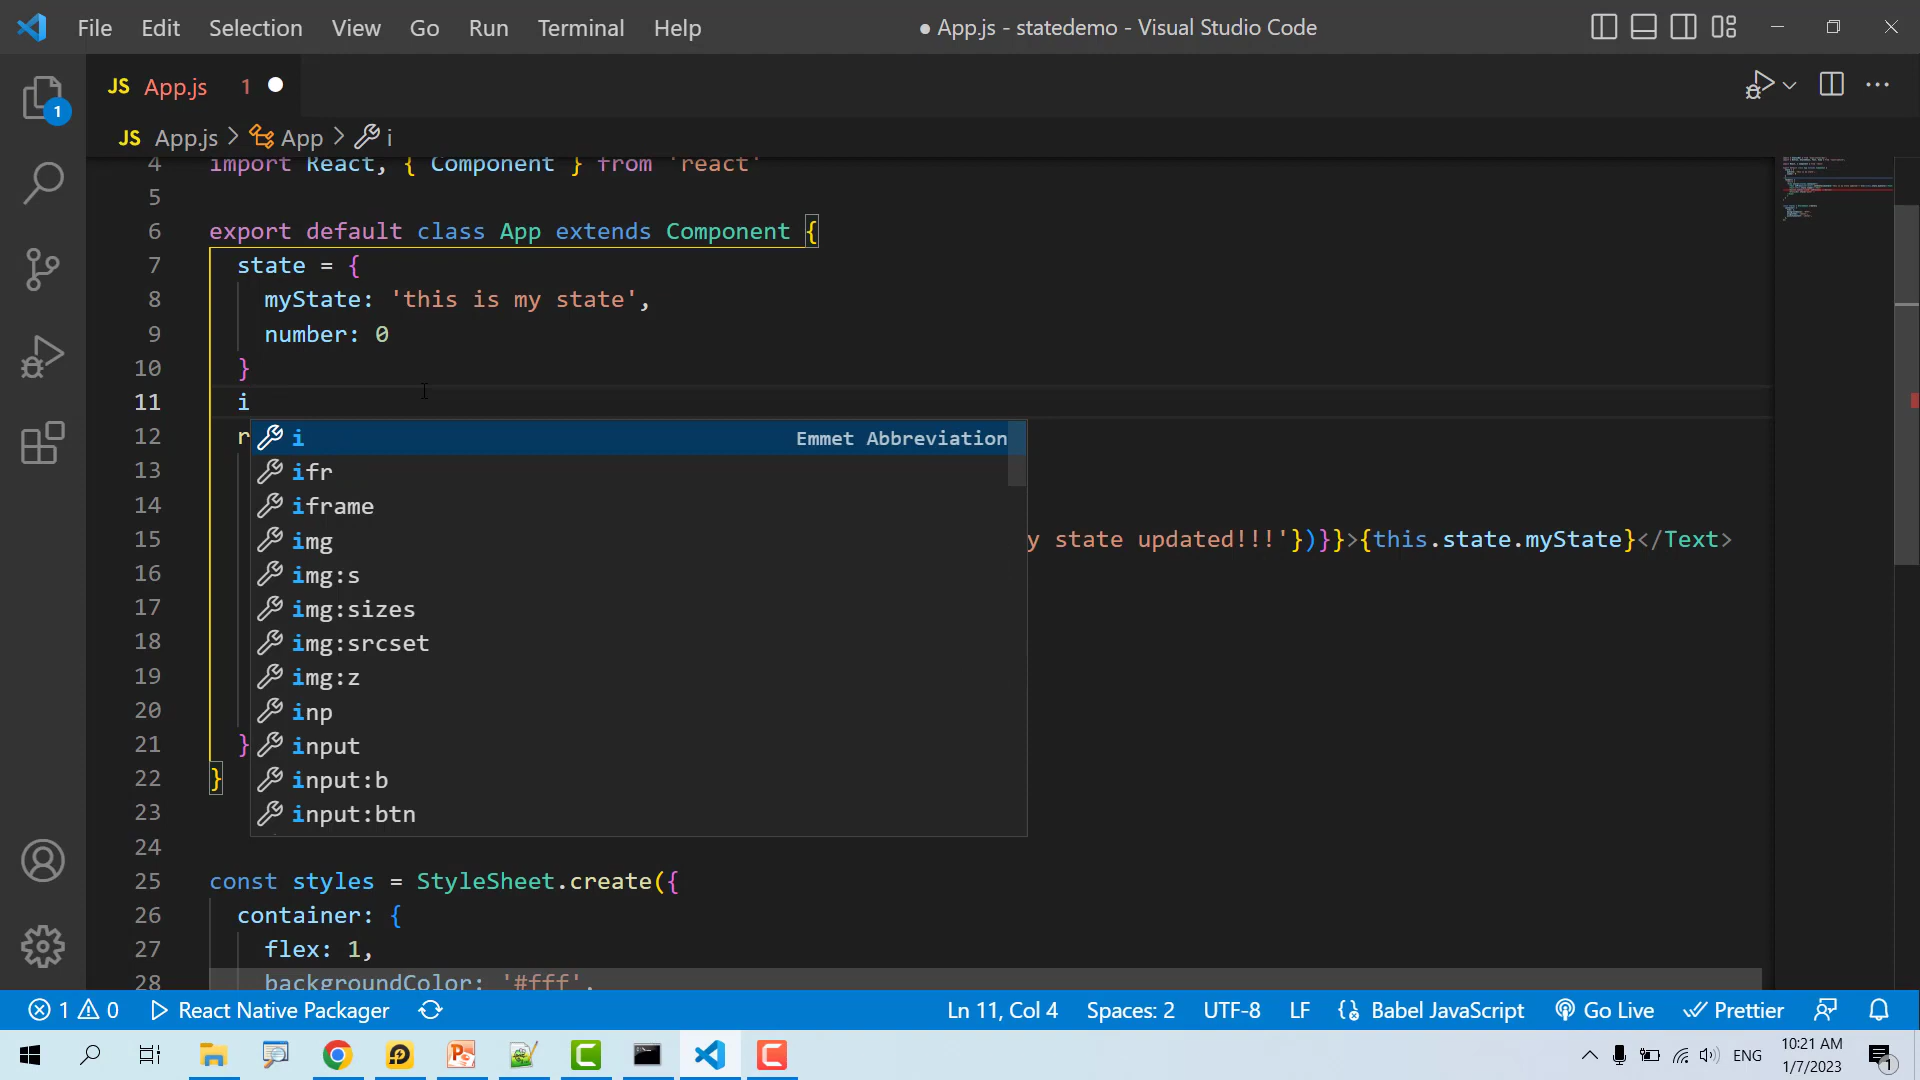 File Edit Selection View Go Run Terminal Help ● App.js - statedemo - Visual Studio Code
JS App.js 1
1
JS App.js > App > i
4 import React, { Component } from 'react'
5
6 export default class App extends Component {
7 state = {
8 myState: 'this is my state',
9 number: 0
10 }
11 i
12 r i Emmet Abbreviation
13 ifr
14 iframe
15 img y state updated!!!'})}}>{this.state.myState}</Text>
16 img:s
17 img:sizes
18 img:srcset
19 img:z
20 inp
21 } input
22 } input:b
23 input:btn
24
25 const styles = StyleSheet.create({
26 container: {
27 flex: 1,
28 backgroundColor: '#fff',
1 0 React Native Packager Ln 11, Col 4 Spaces: 2 UTF-8 LF Babel JavaScript Go Live Prettier
ENG 10:21 AM
1/7/2023
1